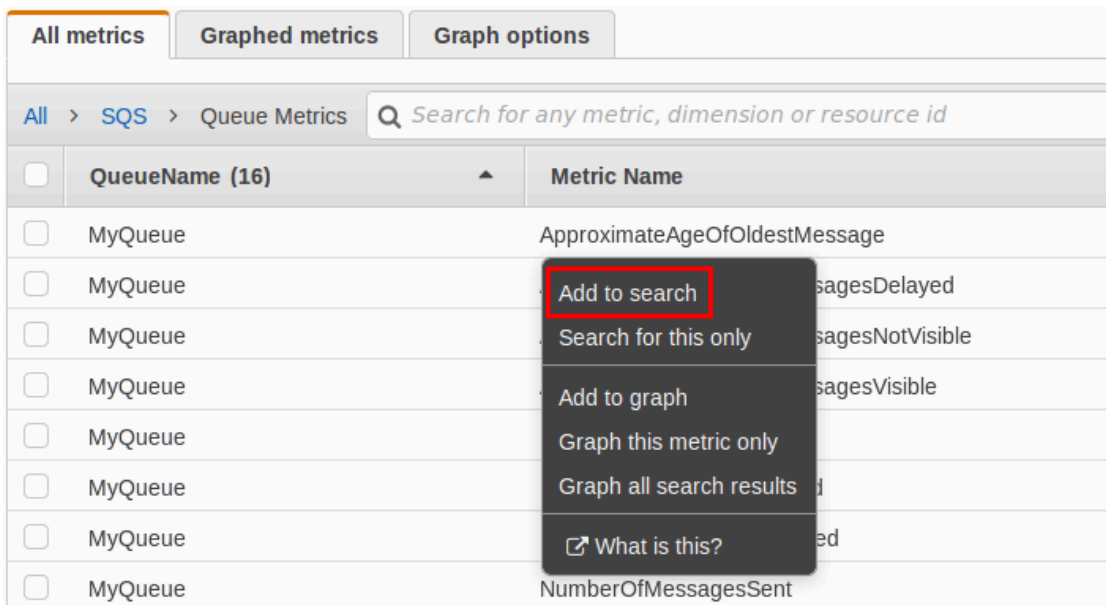 All metrics Graphed metrics Graph options
All > SQS > Queue Metrics Search for any metric, dimension or resource id
QueueName (16) Metric Name
MyQueue ApproximateAgeOfOldestMessage
MyQueue sagesDelayed
Add to search
MyQueue sagesNotVisible
Search for this only
MyQueue sagesVisible
Add to graph
MyQueue
Graph this metric only
MyQueue d
Graph all search results
MyQueue ed
What is this?
MyQueue NumberOfMessagesSent